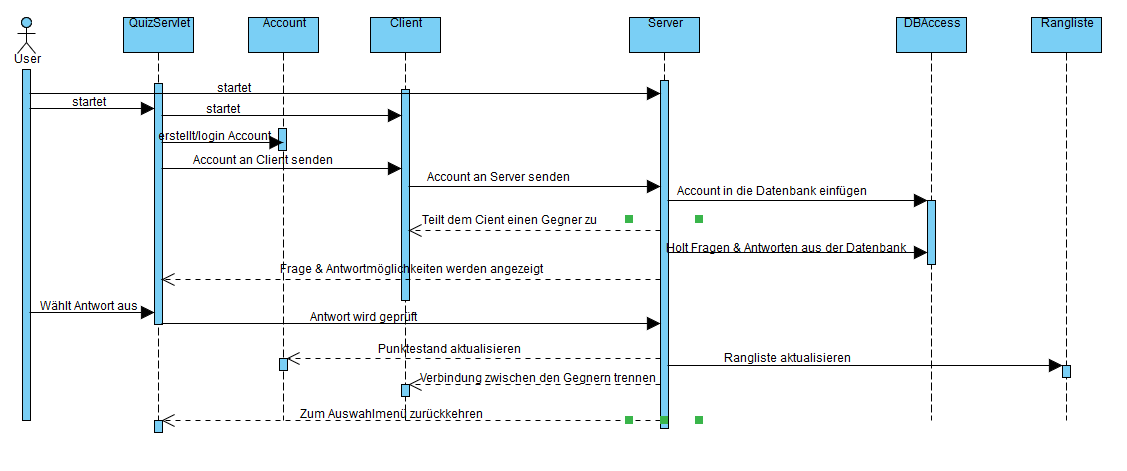 QuizServlet
Account
Client
Server
DBAccess
Rangliste
User
startet
startet
startet
erstellt/login Account
Account an Client senden
Account an Server senden
Account in die Datenbank einfügen
Teilt dem Cient einen Gegner zu
Holt Fragen & Antworten aus der Datenbank
Frage & Antwortmöglichkeiten werden angezeigt
Wählt Antwort aus
Antwort wird geprüft
Punktestand aktualisieren
Rangliste aktualisieren
Verbindung zwischen den Gegnern trennen
Zum Auswahlmenü zurückkehren